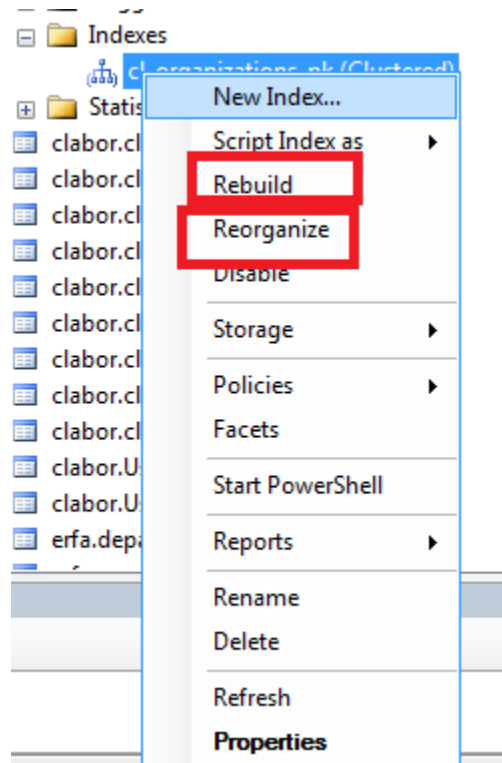 Indexes
cl_organizations_pk (Clustered)
New Index...
Statis
clabor.cl
Script Index as
clabor.cl
Rebuild
clabor.cl
Reorganize
clabor.cl
Disable
clabor.cl
clabor.cl
Storage
clabor.cl
clabor.cl
Policies
clabor.cl
Facets
clabor.U
clabor.U
Start PowerShell
erfa.depa
Reports
Rename
Delete
Refresh
Properties